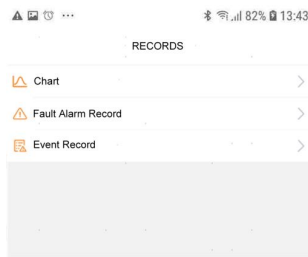 82% 13:43
RECORDS
Chart
Fault Alarm Record
Event Record